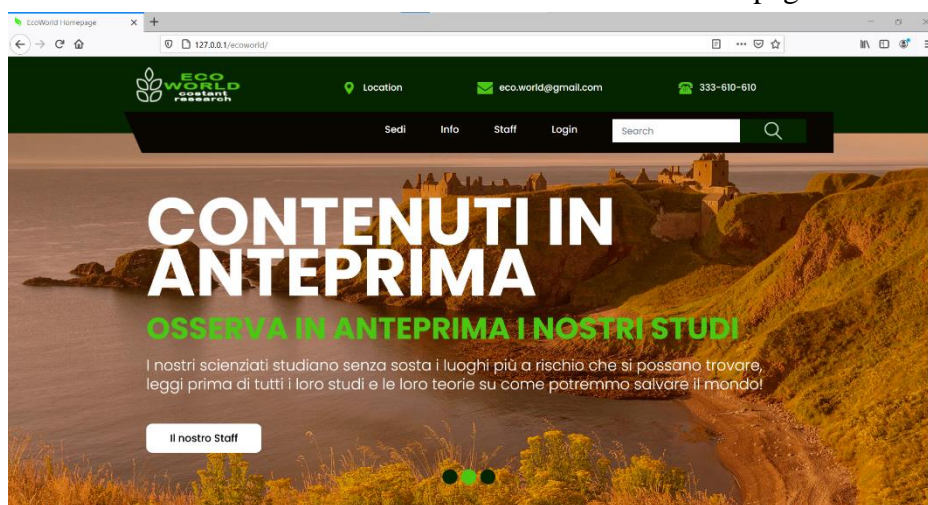 EcoWorld Homepage
127.0.0.1/ecoworld/
ECO
WORLD
costant
research
Location
eco.world@gmail.com
333-610-610
Sedi
Info
Staff
Login
Search
CONTENUTI IN
ANTEPRIMA
OSSERVA IN ANTEPRIMA I NOSTRI STUDI
I nostri scienziati studiano senza sosta i luoghi più a rischio che si possano trovare,
leggi prima di tutti i loro studi e le loro teorie su come potremmo salvare il mondo!
Il nostro Staff